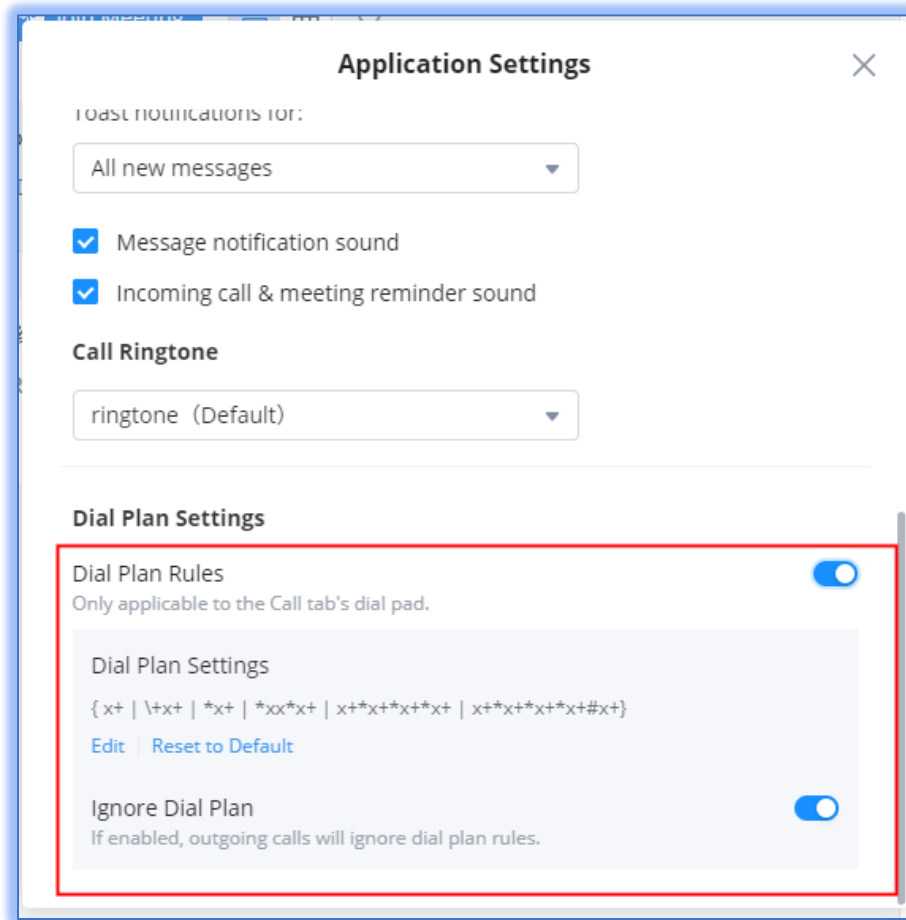 Join Meeting
Application Settings
Toast notifications for:
All new messages
Message notification sound
Incoming call & meeting reminder sound
Call Ringtone
ringtone（Default）
Dial Plan Settings
Dial Plan Rules
Only applicable to the Call tab's dial pad.
Dial Plan Settings
{ x+ | \+x+ | *x+ | *xx*x+ | x+*x+*x+*x+ | x+*x+*x+*x+#x+}
Edit | Reset to Default
Ignore Dial Plan
If enabled, outgoing calls will ignore dial plan rules.